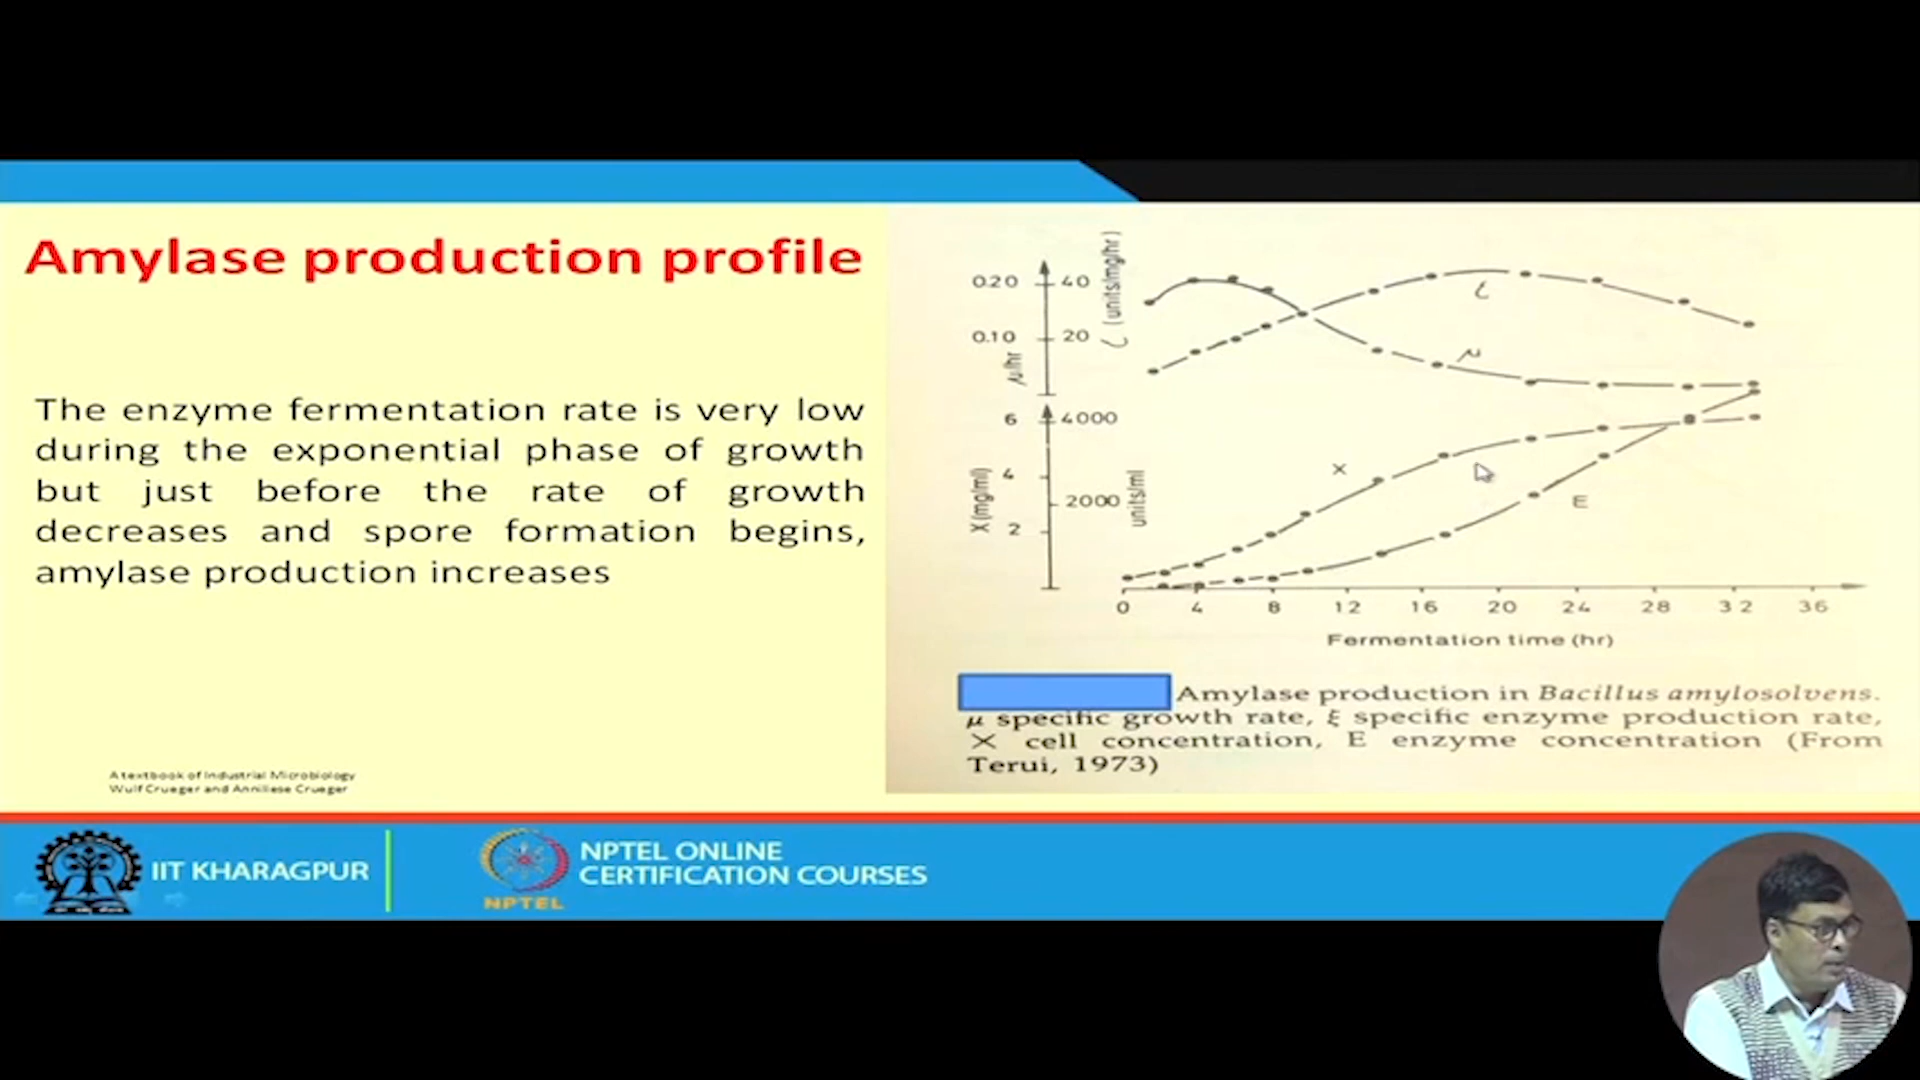 Amylase production profile
The enzyme fermentation rate is very low
during the exponential phase of growth
but just before the rate of growth
decreases and spore formation begins,
amylase production increases
A textbook of Industrial Microbiology
Wulf Crueger and Anniliese Crueger
0.20
40
0.10
20
μ/hr
(units/mg/hr)
μ
6
4000
4
2000
2
X (mg/ml)
units/ml
X
E
0 4 8 12 16 20 24 28 32 36
Fermentation time (hr)
Amylase production in Bacillus amylosolvens.
μ specific growth rate, ξ specific enzyme production rate,
X cell concentration, E enzyme concentration (From
Terui, 1973)
IIT KHARAGPUR
NPTEL
NPTEL ONLINE
CERTIFICATION COURSES